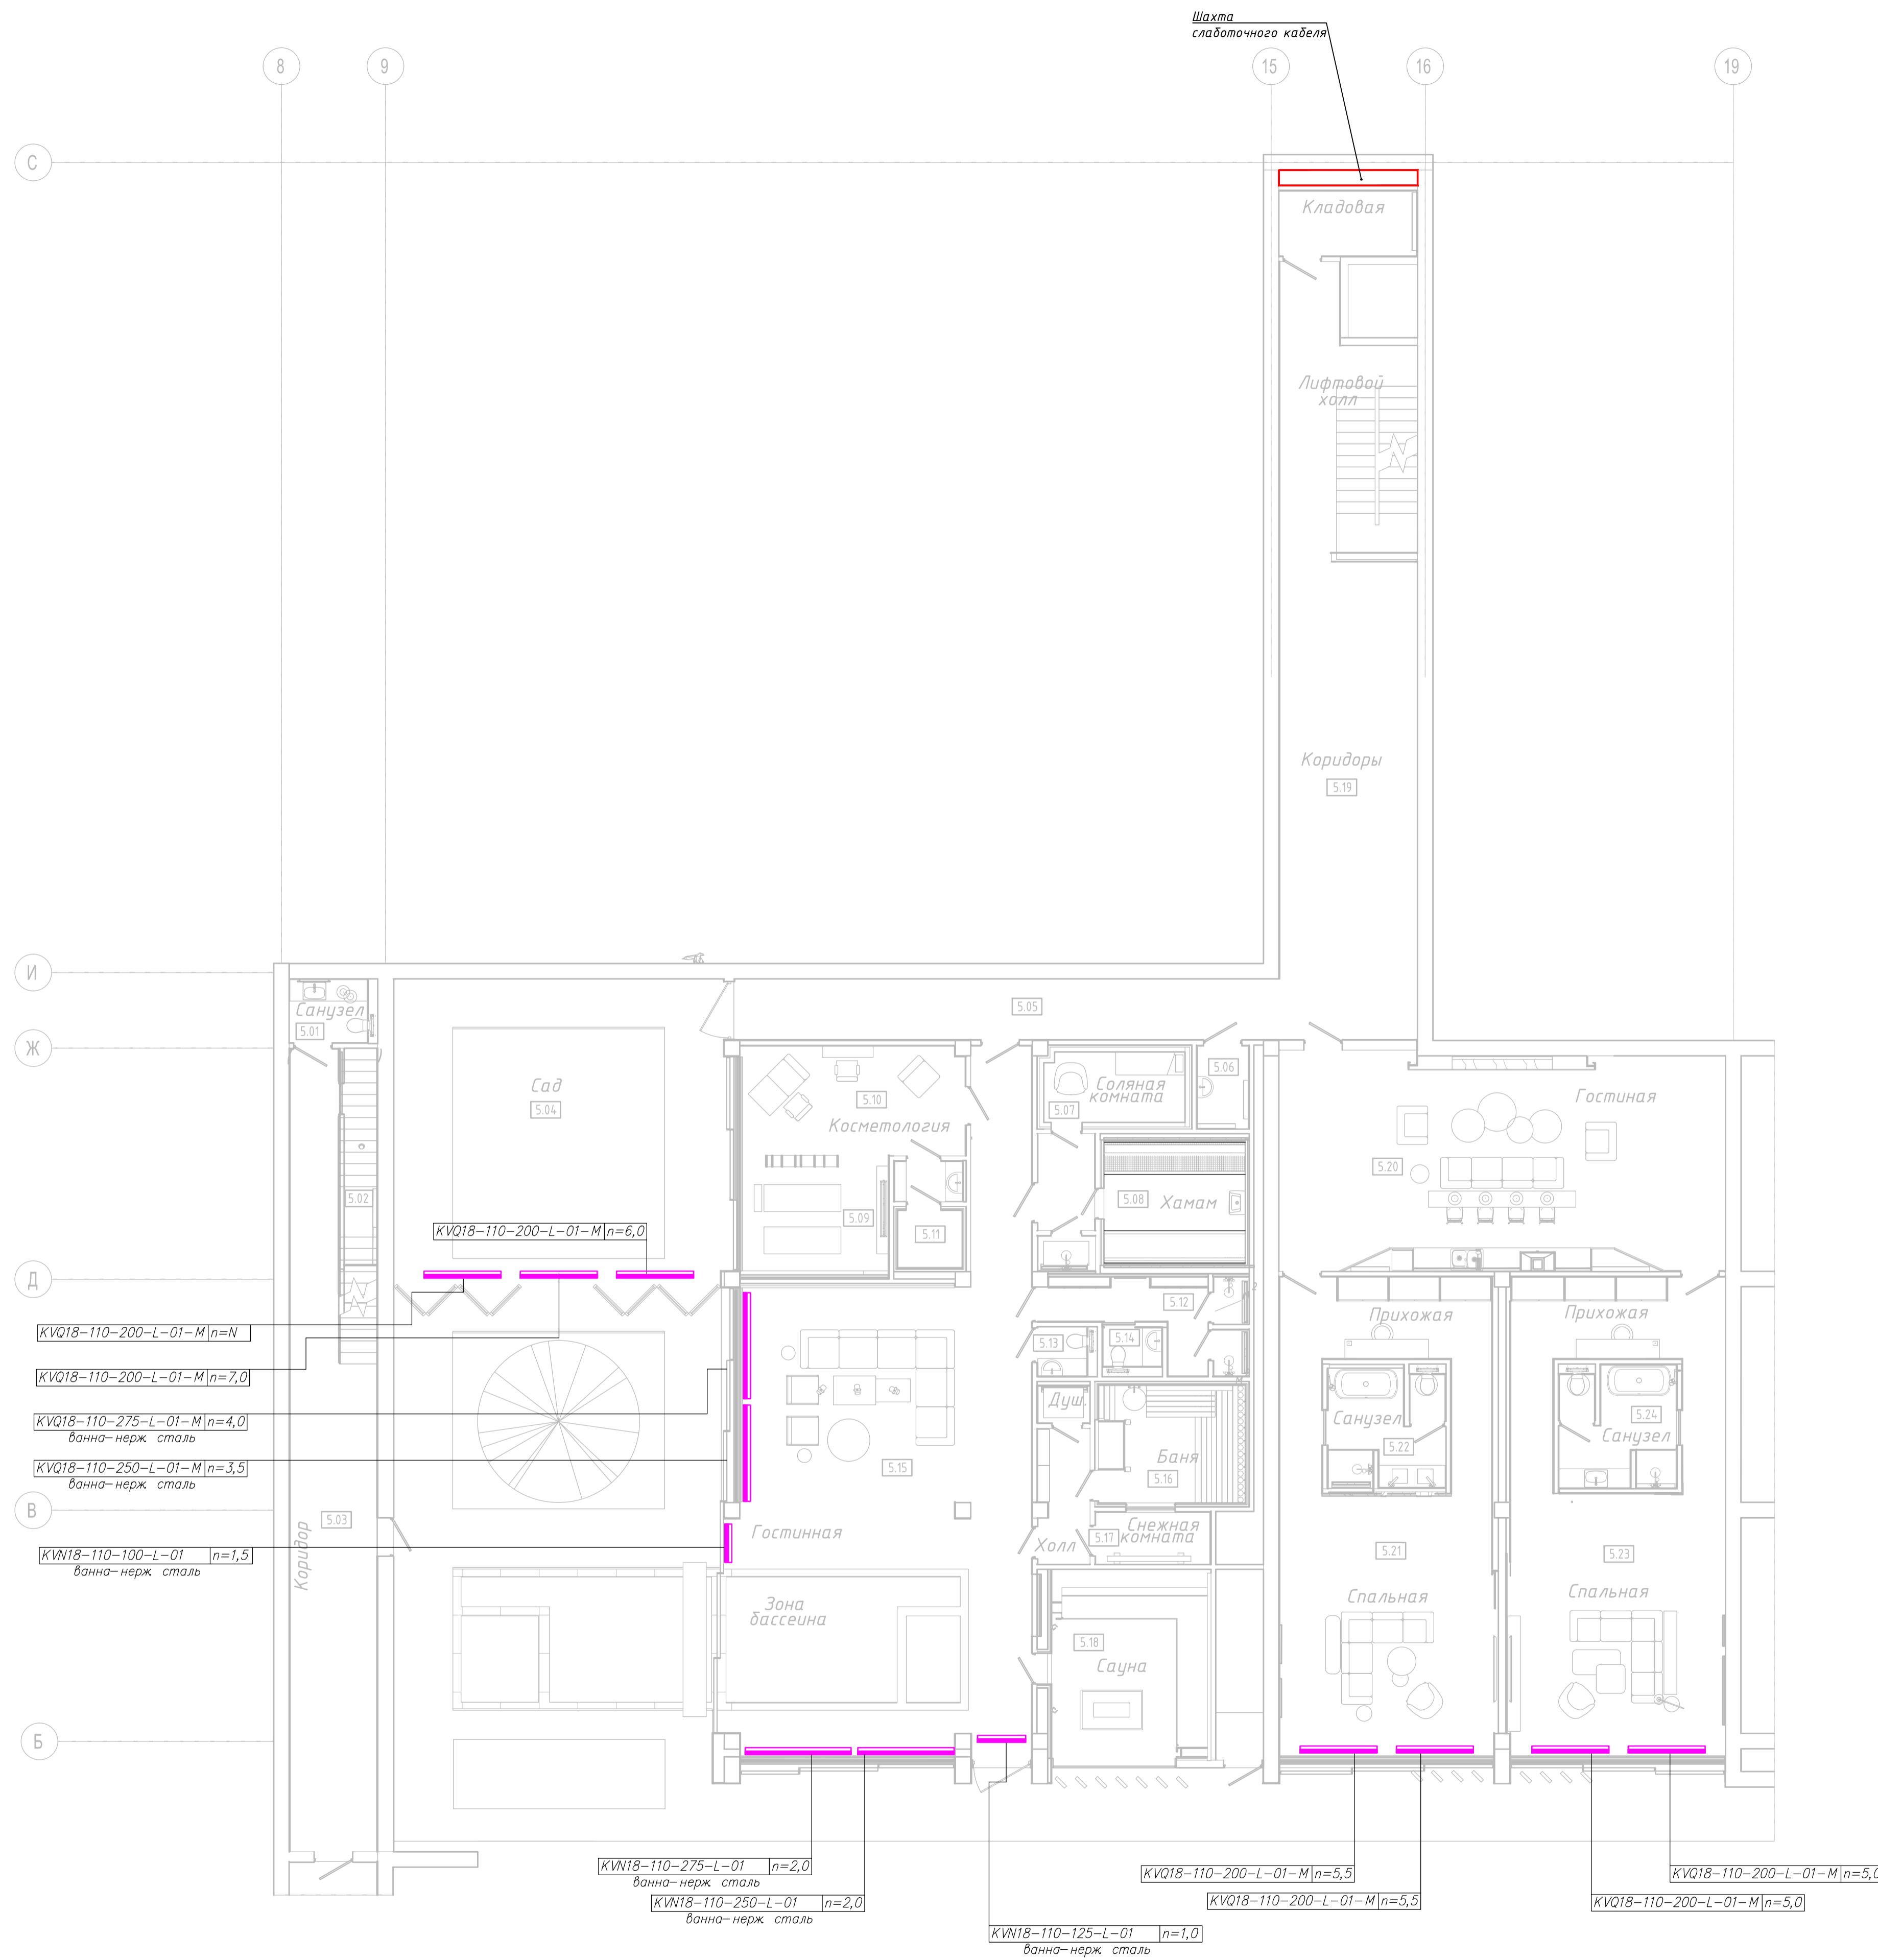 Шахта
слаботочного кабеля
8
9
15
16
19
С
Кладовая
Лифтовой
холл
Коридоры
5.19
И
Санузел
5.01
5.05
Ж
Сад
5.04
5.10
Косметология
Соляная
комната
5.07
5.06
Гостиная
5.20
5.02
5.09
5.11
5.08
Хамам
KVQ18-110-200-L-01-M n=6,0
Д
5.12
Прихожая
Прихожая
KVQ18-110-200-L-01-M n=N
5.13
5.14
KVQ18-110-200-L-01-M n=7,0
Душ.
Санузел
5.22
5.24
Санузел
KVQ18-110-275-L-01-M n=4,0
ванна-нерж. сталь
Баня
5.16
5.15
KVQ18-110-250-L-01-M n=3,5
ванна-нерж. сталь
В
5.03
Коридор
Гостинная
Холл
5.17
Снежная
комната
5.21
5.23
KVN18-110-100-L-01 n=1,5
ванна-нерж. сталь
Зона
бассеина
Спальная
Спальная
5.18
Сауна
Б
KVN18-110-275-L-01 n=2,0
ванна-нерж. сталь
KVN18-110-250-L-01 n=2,0
ванна-нерж. сталь
KVN18-110-125-L-01 n=1,0
ванна-нерж. сталь
KVQ18-110-200-L-01-M n=5,5
KVQ18-110-200-L-01-M n=5,5
KVQ18-110-200-L-01-M n=5,0
KVQ18-110-200-L-01-M n=5,0